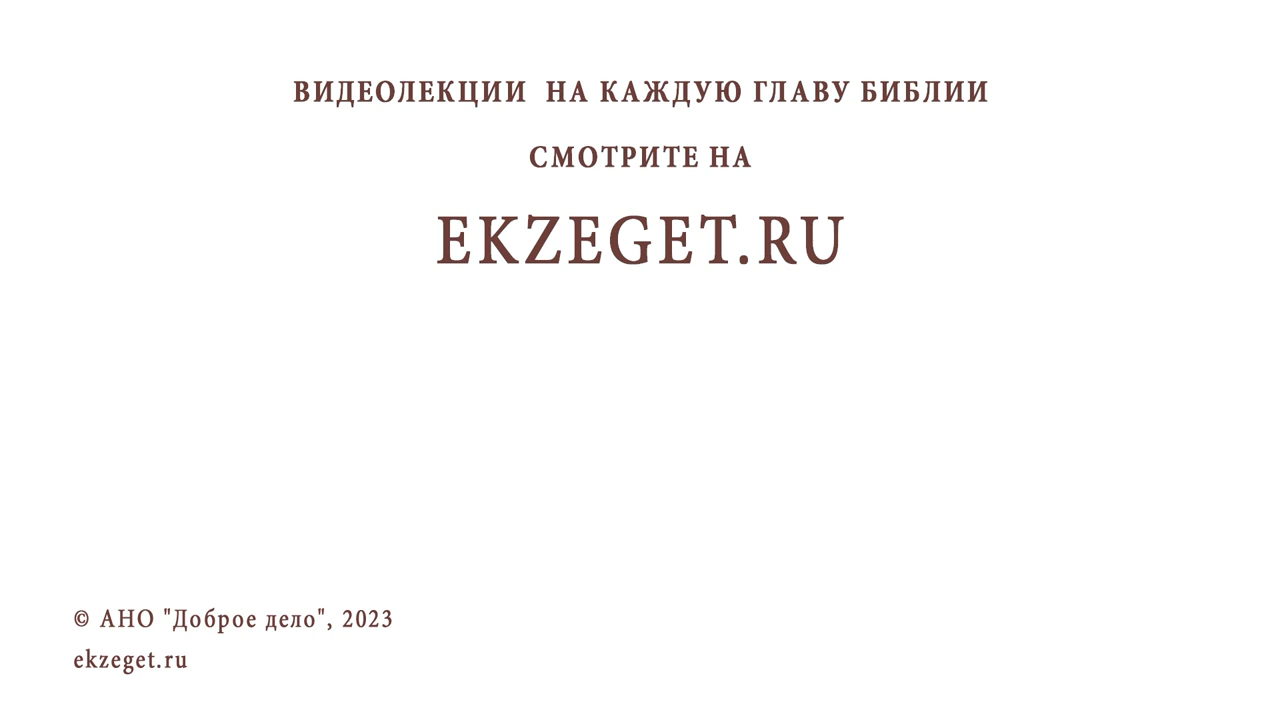 ВИДЕОЛЕКЦИИ НА КАЖДУЮ ГЛАВУ БИБЛИИ
СМОТРИТЕ НА
EKZEGET.RU
© АНО "Доброе дело", 2023
ekzeget.ru